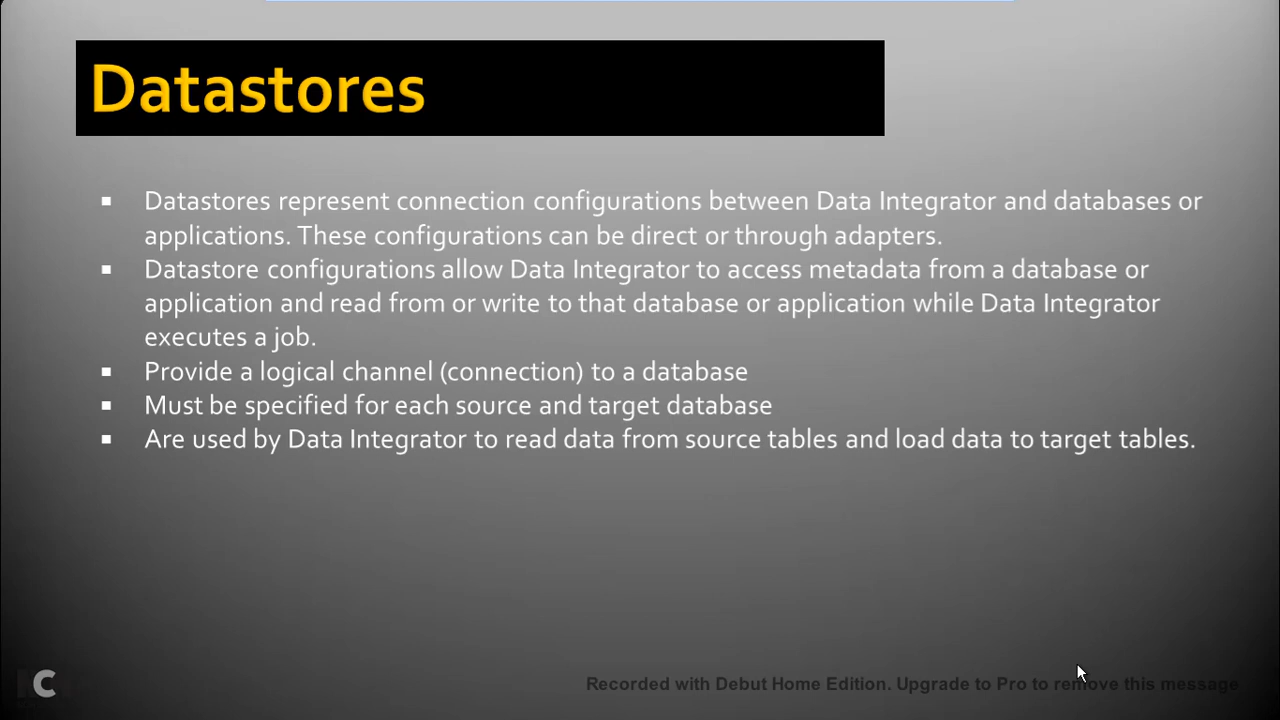 Datastores
▪ Datastores represent connection configurations between Data Integrator and databases or
applications. These configurations can be direct or through adapters.
▪ Datastore configurations allow Data Integrator to access metadata from a database or
application and read from or write to that database or application while Data Integrator
executes a job.
▪ Provide a logical channel (connection) to a database
▪ Must be specified for each source and target database
▪ Are used by Data Integrator to read data from source tables and load data to target tables.
C
Recorded with Debut Home Edition. Upgrade to Pro to remove this message